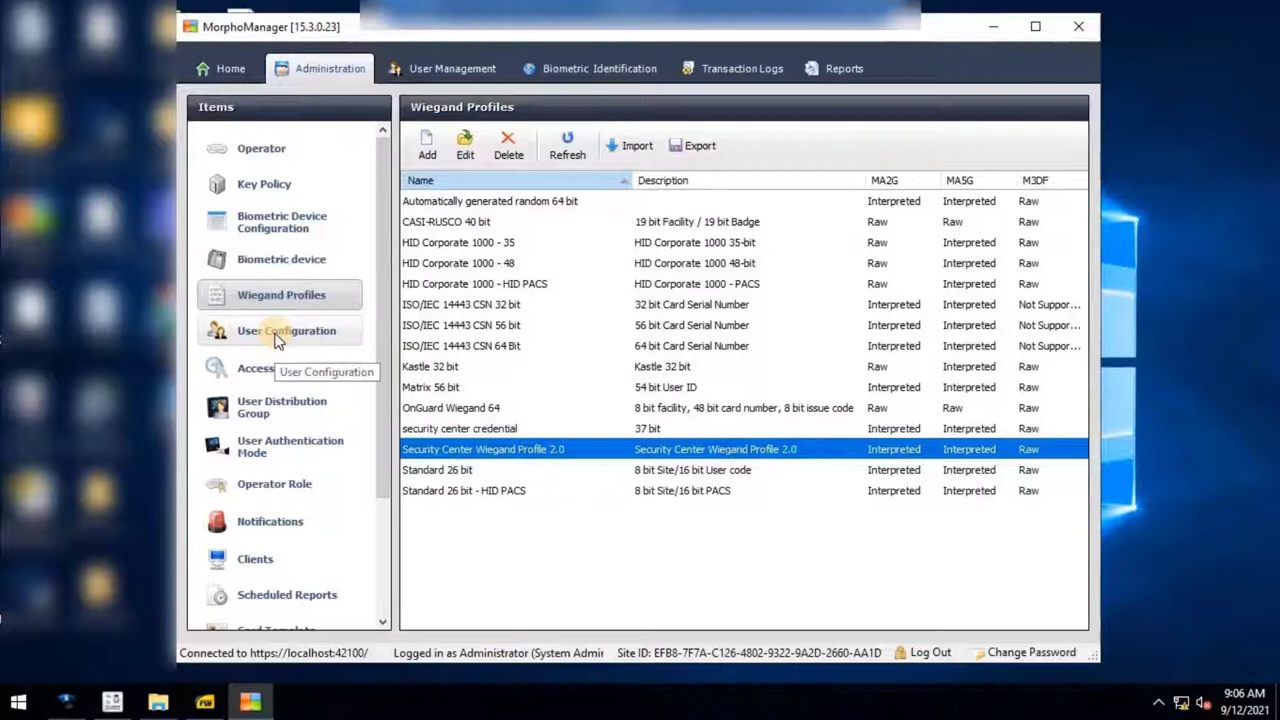 MorphoManager [15.3.0.23]
Home
Administration
User Management
Biometric Identification
Transaction Logs
Reports
Items
Operator
Key Policy
Biometric Device
Configuration
Biometric device
Wiegand Profiles
User Configuration
Access
User Configuration
User Distribution
Group
User Authentication
Mode
Operator Role
Notifications
Clients
Scheduled Reports
Card Template
Wiegand Profiles
Add
Edit
Delete
Refresh
Import
Export
Name Description MA2G MA5G M3DF
Automatically generated random 64 bit Interpreted Interpreted Raw
CASI-RUSCO 40 bit 19 bit Facility / 19 bit Badge Raw Raw Raw
HID Corporate 1000 - 35 HID Corporate 1000 35-bit Raw Interpreted Raw
HID Corporate 1000 - 48 HID Corporate 1000 48-bit Raw Interpreted Raw
HID Corporate 1000 - HID PACS HID Corporate 1000 - PACS Raw Interpreted Raw
ISO/IEC 14443 CSN 32 bit 32 bit Card Serial Number Interpreted Interpreted Not Suppor...
ISO/IEC 14443 CSN 56 bit 56 bit Card Serial Number Interpreted Interpreted Not Suppor...
ISO/IEC 14443 CSN 64 Bit 64 bit Card Serial Number Interpreted Interpreted Not Suppor...
Kastle 32 bit Kastle 32 bit Raw Interpreted Raw
Matrix 56 bit 54 bit User ID Raw Interpreted Raw
OnGuard Wiegand 64 8 bit facility, 48 bit card number, 8 bit issue code Raw Raw Raw
security center credential 37 bit Interpreted Interpreted Raw
Security Center Wiegand Profile 2.0 Security Center Wiegand Profile 2.0 Interpreted Interpreted Raw
Standard 26 bit 8 bit Site/16 bit User code Interpreted Interpreted Raw
Standard 26 bit - HID PACS 8 bit Site/16 bit PACS Interpreted Interpreted Raw
Connected to https://localhost:42100/ Logged in as Administrator (System Admir Site ID: EFB8-7F7A-C126-4802-9322-9A2D-2660-AA1D Log Out Change Password
9:06 AM
9/12/2021